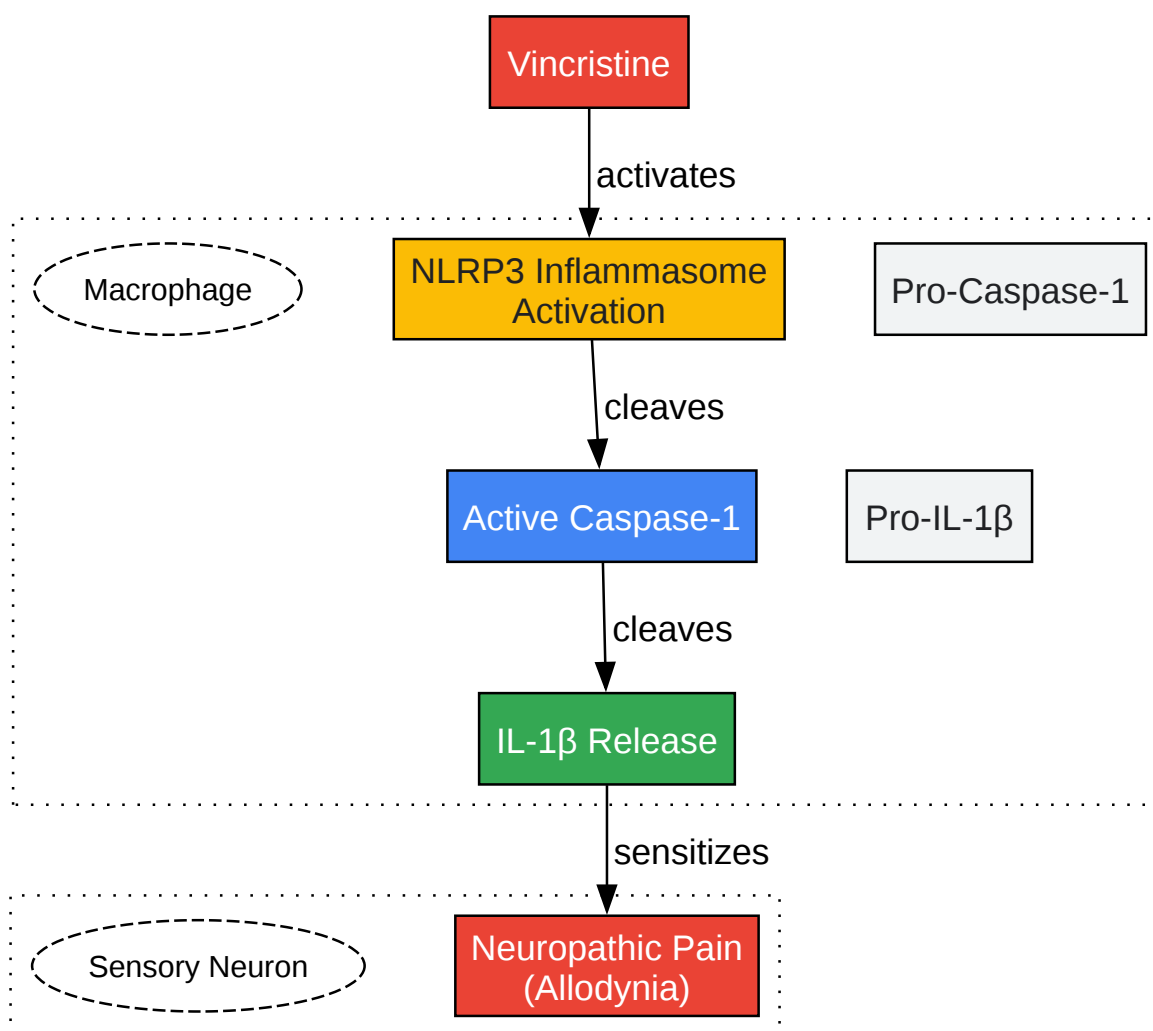 Vincristine
activates
Macrophage
NLRP3 Inflammasome
Activation
Pro-Caspase-1
cleaves
Active Caspase-1
Pro-IL-1β
cleaves
IL-1β Release
sensitizes
Sensory Neuron
Neuropathic Pain
(Allodynia)